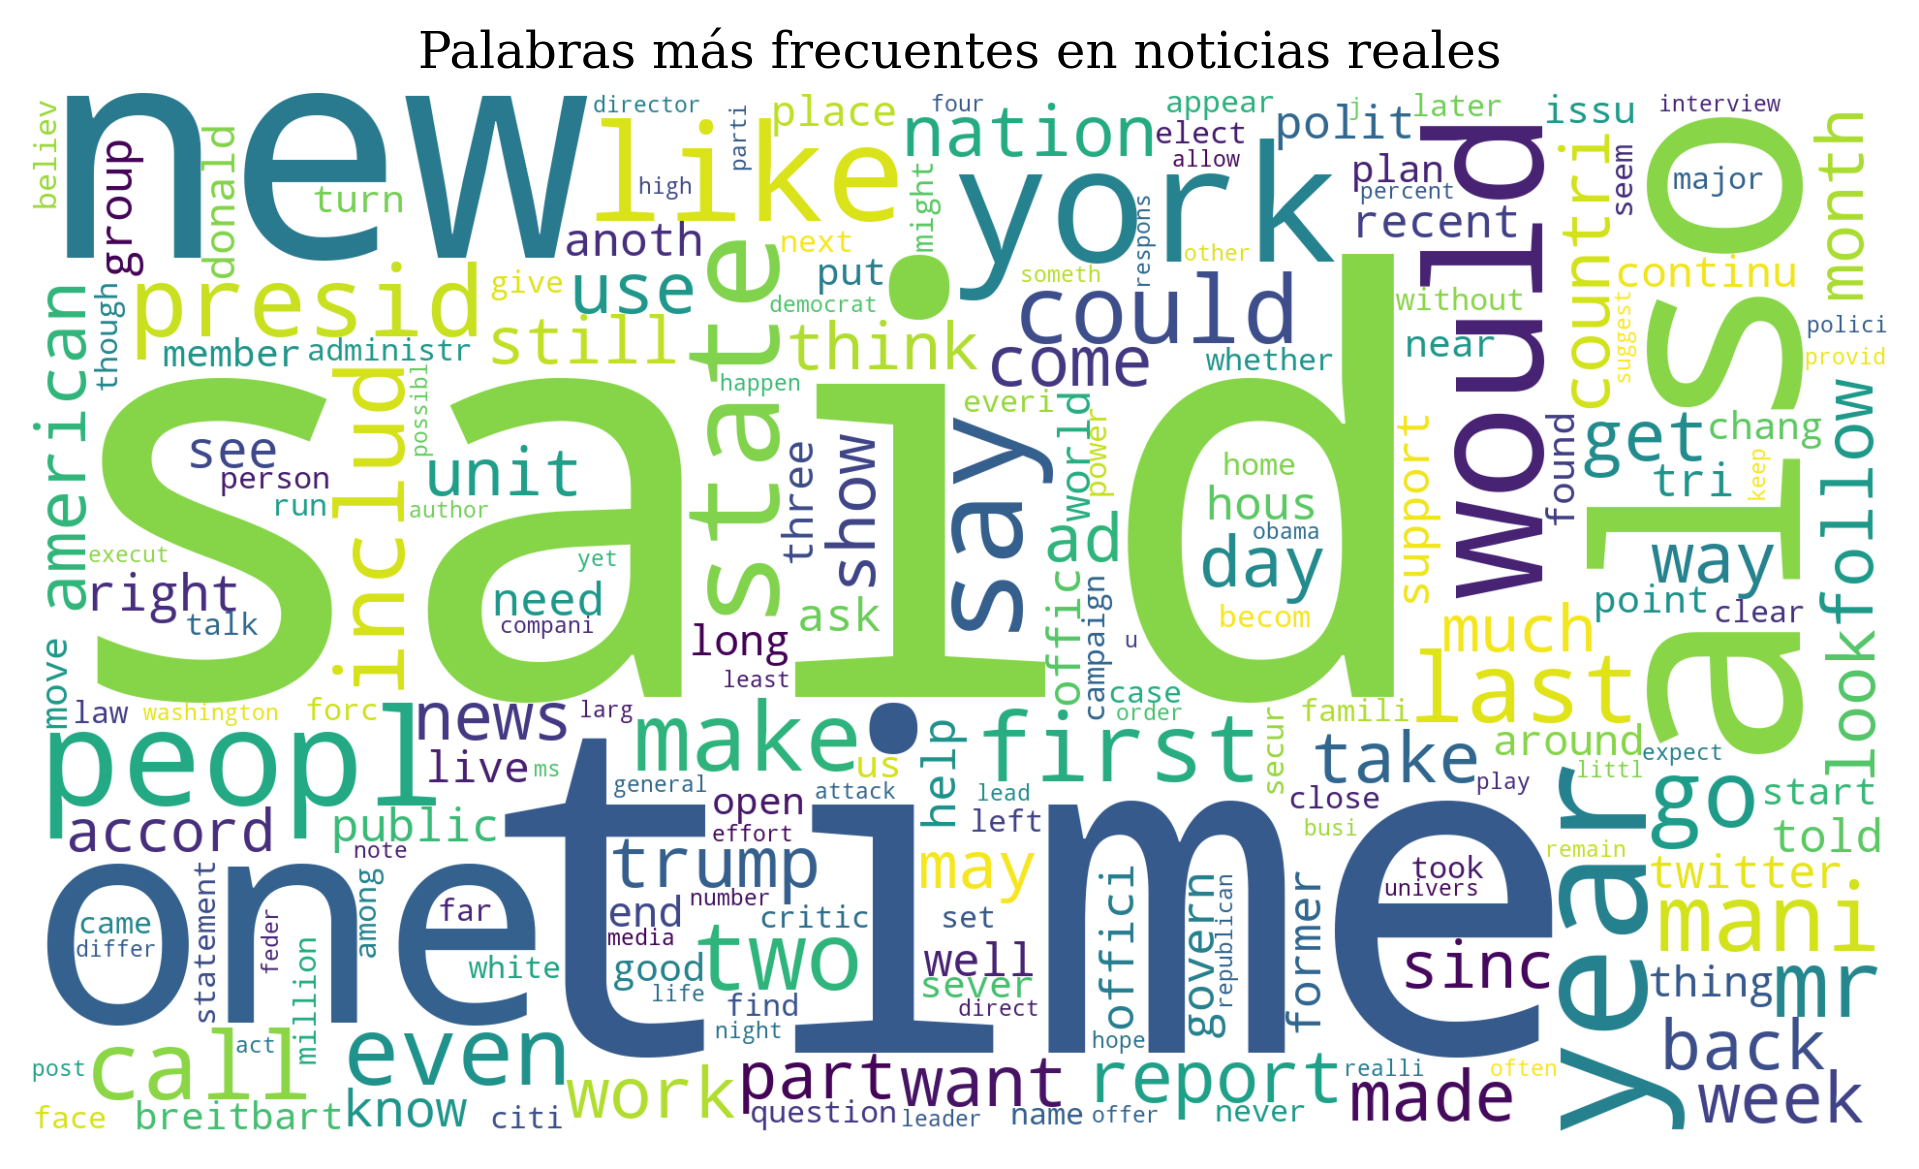 Palabras más frecuentes en noticias reales
new
like
director
parti
place
four
nation
appear
elect
allow
polit
j
later
issu
interview
believ
group
donald
turn
high
anoth
next
might
york
respons
other
plan
percent
recent
would
countri
seem
major
also
month
presid
give
use
put
someth
could
without
continu
suggest
polici
provid
american
though
member
administr
still
state
democrat
think
come
whether
near
happen
includ
possibl
said
see
person
run
unit
author
three
show
say
everi
world
power
home
hous
obama
day
becom
support
found
get
chang
tri
keep
follow
execut
right
talk
yet
need
compani
ask
long
least
ad
offic
campaign
u
way
point
clear
much
last
look
move
law
washington
forc
news
larg
make
case
order
famili
first
secur
take
around
expect
littl
peopl
live
ms
general
us
attack
help
lead
left
close
play
busi
go
start
told
accord
public
note
open
effort
trump
number
may
year
remain
twitter
one
time
came
differ
statement
feder
million
among
far
white
end
media
good
life
critic
two
find
night
set
well
sever
direct
offici
govern
republican
former
took
univers
sinc
mani
thing
mr
call
act
post
face
breitbart
even
know
citi
work
part
question
want
leader
name
hope
report
offer
never
realli
made
often
back
week